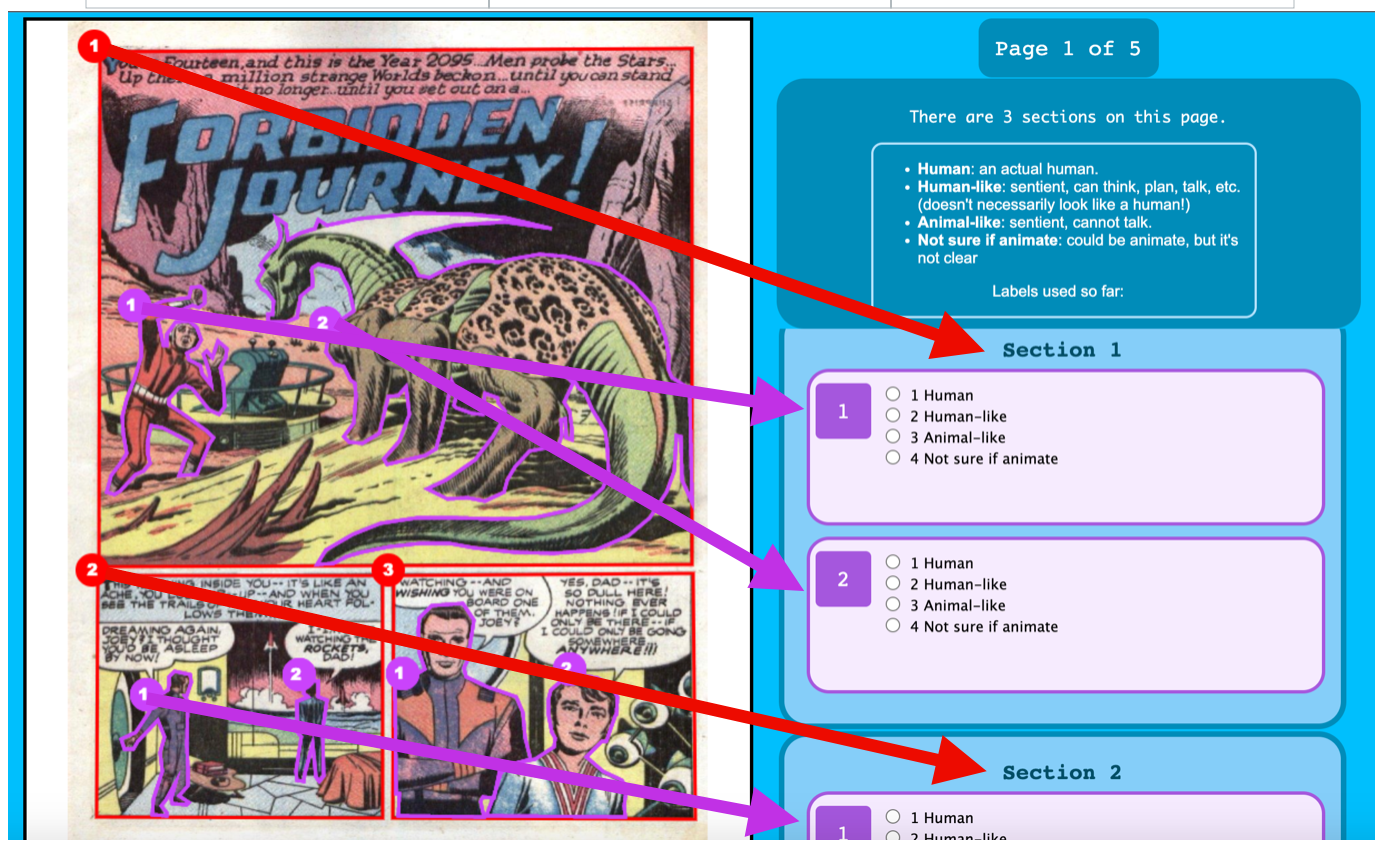 1
Fourteen, and this is the Year 2095...Men probe the Stars...
Up million strange Worlds beckon...until you can stand
it no longer...until you set out on a...
FORBIDDEN
JOURNEY!
1
2
2
INSIDE YOU-- IT'S LIKE AN
ACHE, YOU UP--AND WHEN YOU
SEE THE TRAILS YOUR HEART FOL-
LOWS THEM
DREAMING AGAIN,
JOEY? I THOUGHT
YOU'D BE ASLEEP
BY NOW!
WATCHING THE
ROCKETS,
DAD!
1
2
3
WATCHING--AND
WISHING YOU WERE ON
BOARD ONE
OF THEM,
JOEY?
YES, DAD--IT'S
SO DULL HERE!
NOTHING EVER
HAPPENS! IF I COULD
ONLY BE THERE--IF
I COULD ONLY BE GOING
SOMEWHERE...
ANYWHERE!!!
1
2
Page 1 of 5
There are 3 sections on this page.
• Human: an actual human.
• Human-like: sentient, can think, plan, talk, etc.
(doesn't necessarily look like a human!)
• Animal-like: sentient, cannot talk.
• Not sure if animate: could be animate, but it's
not clear
Labels used so far:
Section 1
1
1 Human
2 Human-like
3 Animal-like
4 Not sure if animate
2
1 Human
2 Human-like
3 Animal-like
4 Not sure if animate
Section 2
1
1 Human
2 Human-like